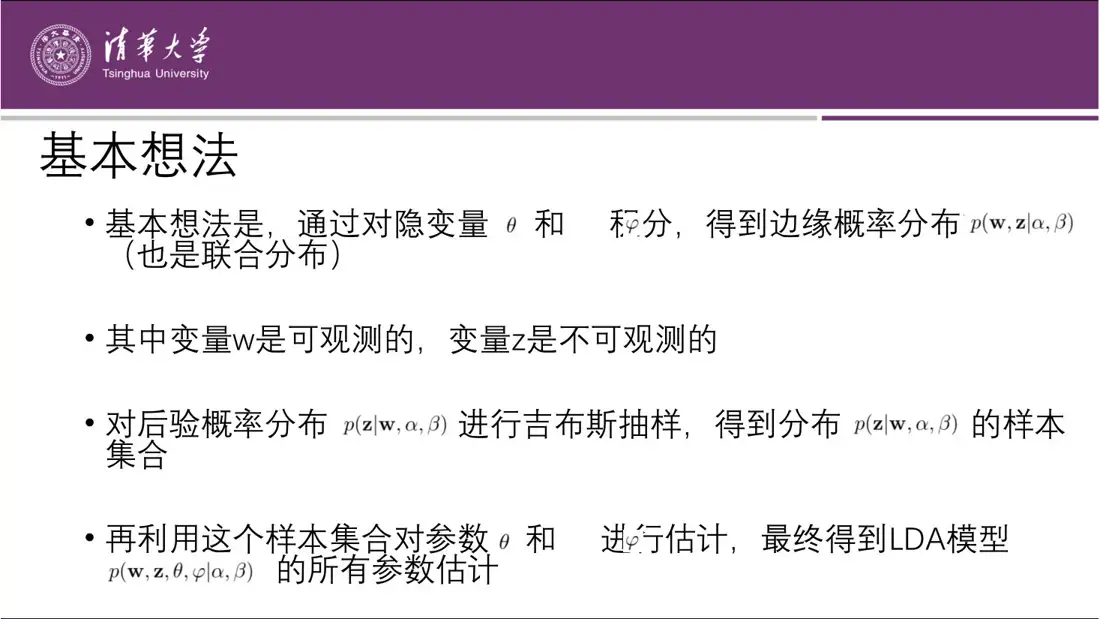 清华大学
Tsinghua University
基本想法
• 基本想法是，通过对隐变量 θ 和 φ 积分，得到边缘概率分布 p(w, z|α, β)
（也是联合分布）
• 其中变量w是可观测的，变量z是不可观测的
• 对后验概率分布 p(z|w, α, β) 进行吉布斯抽样，得到分布 p(z|w, α, β) 的样本
集合
• 再利用这个样本集合对参数 θ 和 φ 进行估计，最终得到LDA模型
p(w, z, θ, φ|α, β) 的所有参数估计